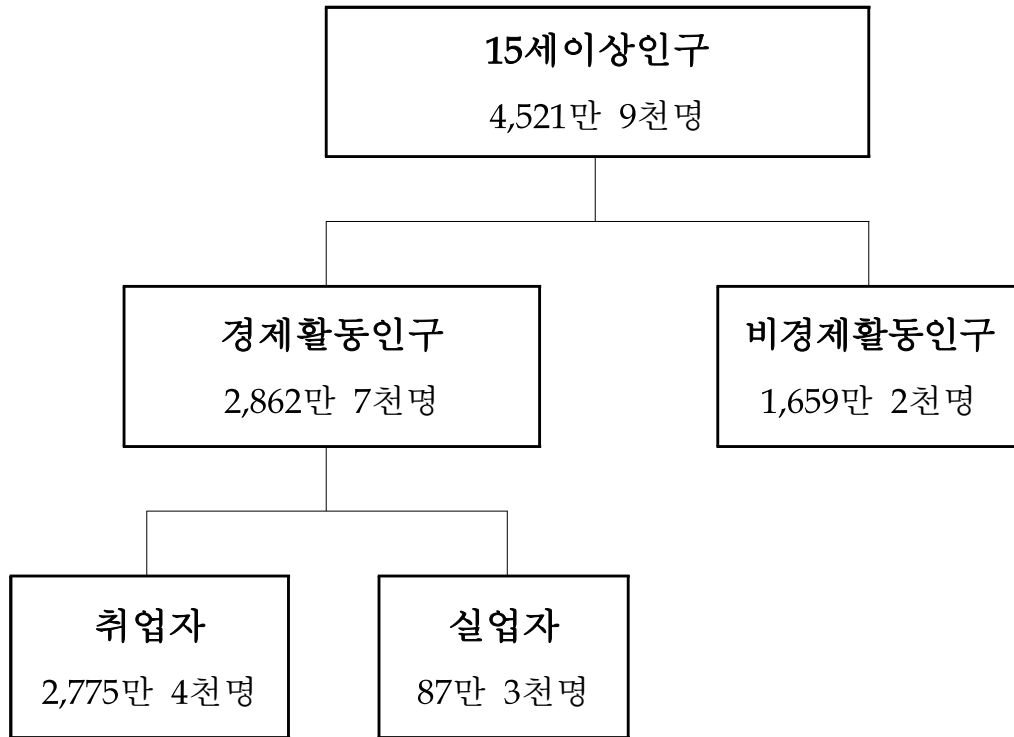 15세이상인구
4,521만 9천명
경제활동인구
2,862만 7천명
비경제활동인구
1,659만 2천명
취업자
2,775만 4천명
실업자
87만 3천명